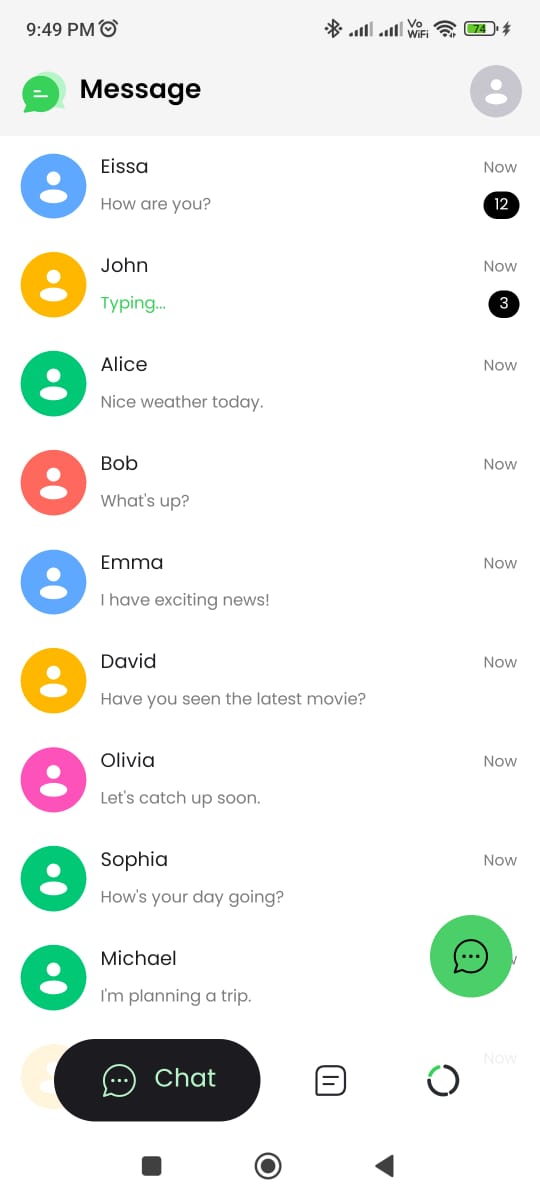 9:49 PM
Vo
WiFi
74
Message
Eissa
Now
How are you?
12
John
Now
Typing...
3
Alice
Now
Nice weather today.
Bob
Now
What's up?
Emma
Now
I have exciting news!
David
Now
Have you seen the latest movie?
Olivia
Now
Let's catch up soon.
Sophia
Now
How's your day going?
Michael
I'm planning a trip.
Now
Chat